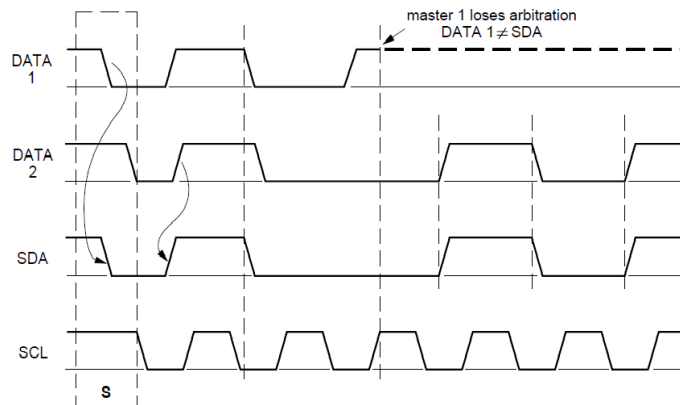 master 1 loses arbitration
DATA 1 ≠ SDA
DATA
1
DATA
2
SDA
SCL
S